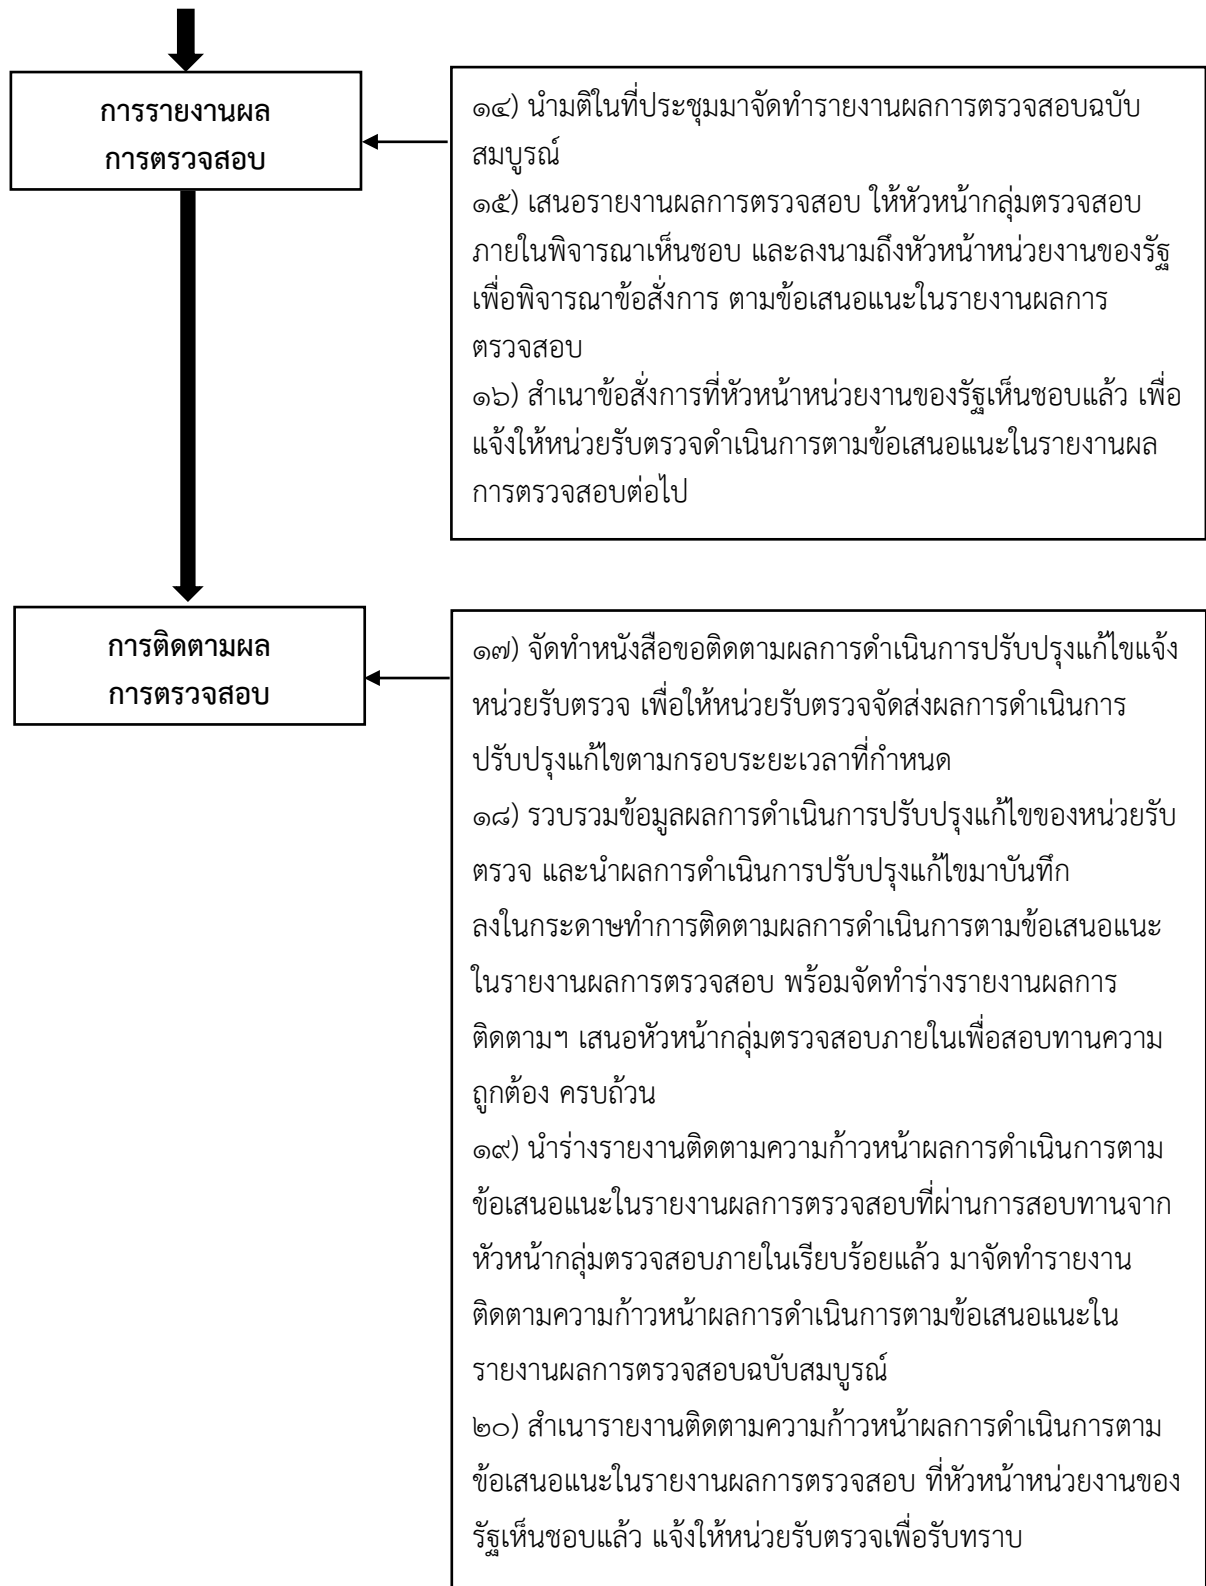 การรายงานผล
การตรวจสอบ
๑๔) นำมติในที่ประชุมมาจัดทำรายงานผลการตรวจสอบฉบับ
สมบูรณ์
๑๕) เสนอรายงานผลการตรวจสอบ ให้หัวหน้ากลุ่มตรวจสอบ
ภายในพิจารณาเห็นชอบ และลงนามถึงหัวหน้าหน่วยงานของรัฐ
เพื่อพิจารณาข้อสั่งการ ตามข้อเสนอแนะในรายงานผลการ
ตรวจสอบ
๑๖) สำเนาข้อสั่งการที่หัวหน้าหน่วยงานของรัฐเห็นชอบแล้ว เพื่อ
แจ้งให้หน่วยรับตรวจดำเนินการตามข้อเสนอแนะในรายงานผล
การตรวจสอบต่อไป
การติดตามผล
การตรวจสอบ
๑๗) จัดทำหนังสือขอติดตามผลการดำเนินการปรับปรุงแก้ไขแจ้ง
หน่วยรับตรวจ เพื่อให้หน่วยรับตรวจจัดส่งผลการดำเนินการ
ปรับปรุงแก้ไขตามกรอบระยะเวลาที่กำหนด
๑๘) รวบรวมข้อมูลผลการดำเนินการปรับปรุงแก้ไขของหน่วยรับ
ตรวจ และนำผลการดำเนินการปรับปรุงแก้ไขมาบันทึก
ลงในกระดาษทำการติดตามผลการดำเนินการตามข้อเสนอแนะ
ในรายงานผลการตรวจสอบ พร้อมจัดทำร่างรายงานผลการ
ติดตามฯ เสนอหัวหน้ากลุ่มตรวจสอบภายในเพื่อสอบทานความ
ถูกต้อง ครบถ้วน
๑๙) นำร่างรายงานติดตามความก้าวหน้าผลการดำเนินการตาม
ข้อเสนอแนะในรายงานผลการตรวจสอบที่ผ่านการสอบทานจาก
หัวหน้ากลุ่มตรวจสอบภายในเรียบร้อยแล้ว มาจัดทำรายงาน
ติดตามความก้าวหน้าผลการดำเนินการตามข้อเสนอแนะใน
รายงานผลการตรวจสอบฉบับสมบูรณ์
๒๐) สำเนารายงานติดตามความก้าวหน้าผลการดำเนินการตาม
ข้อเสนอแนะในรายงานผลการตรวจสอบ ที่หัวหน้าหน่วยงานของ
รัฐเห็นชอบแล้ว แจ้งให้หน่วยรับตรวจเพื่อรับทราบ